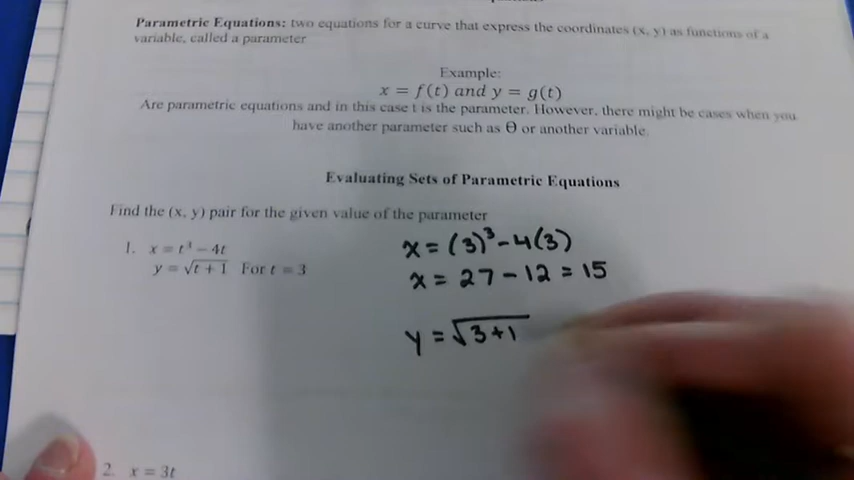 Parametric Equations: two equations for a curve that express the coordinates (x, y) as functions of a
variable, called a parameter
Example:
x = f(t) and y = g(t)
Are parametric equations and in this case t is the parameter. However, there might be cases when you
have another parameter such as Θ or another variable.
Evaluating Sets of Parametric Equations
Find the (x, y) pair for the given value of the parameter
1. x = t³ − 4t
y = √t + 1 For t = 3
x = (3)³ - 4(3)
x = 27 - 12 = 15
y = √3+1
2. x = 3t